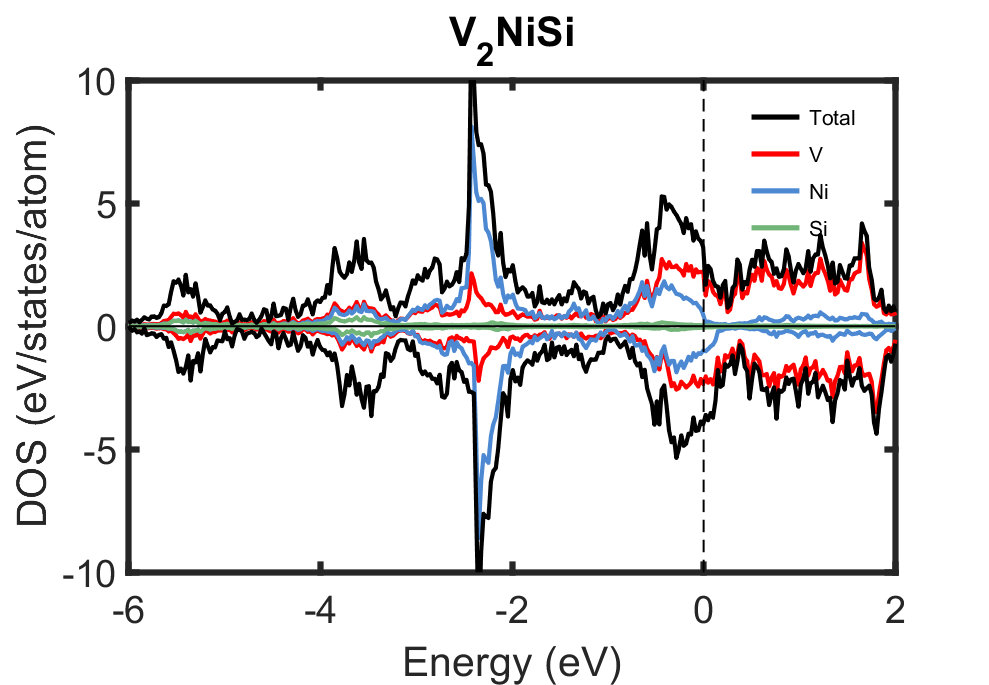 V₂NiSi
10
5
0
-5
-10
DOS (eV/states/atom)
Total
V
Ni
Si
-6 -4 -2 0 2
Energy (eV)